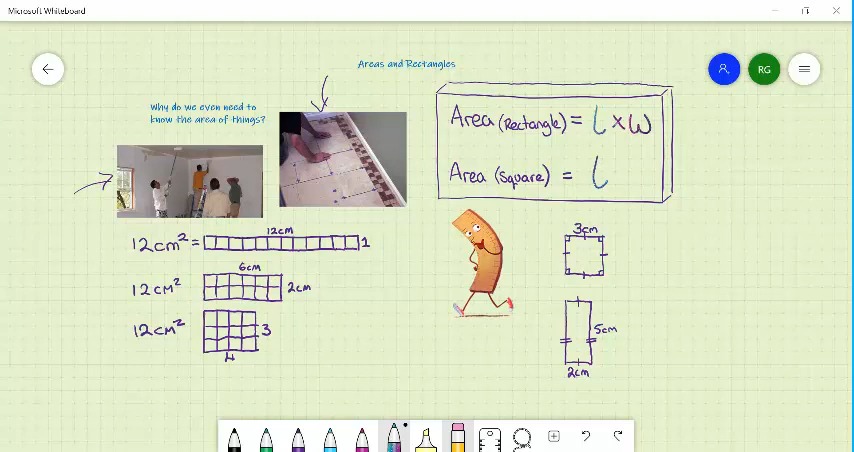 Microsoft Whiteboard
Areas and Rectangles
RG
Why do we even need to
know the area of things?
Area (Rectangle) = l x w
Area (Square) = l
12cm² =
12cm
1
12cm²
6cm
2cm
12cm²
3
4
3cm
5cm
2cm